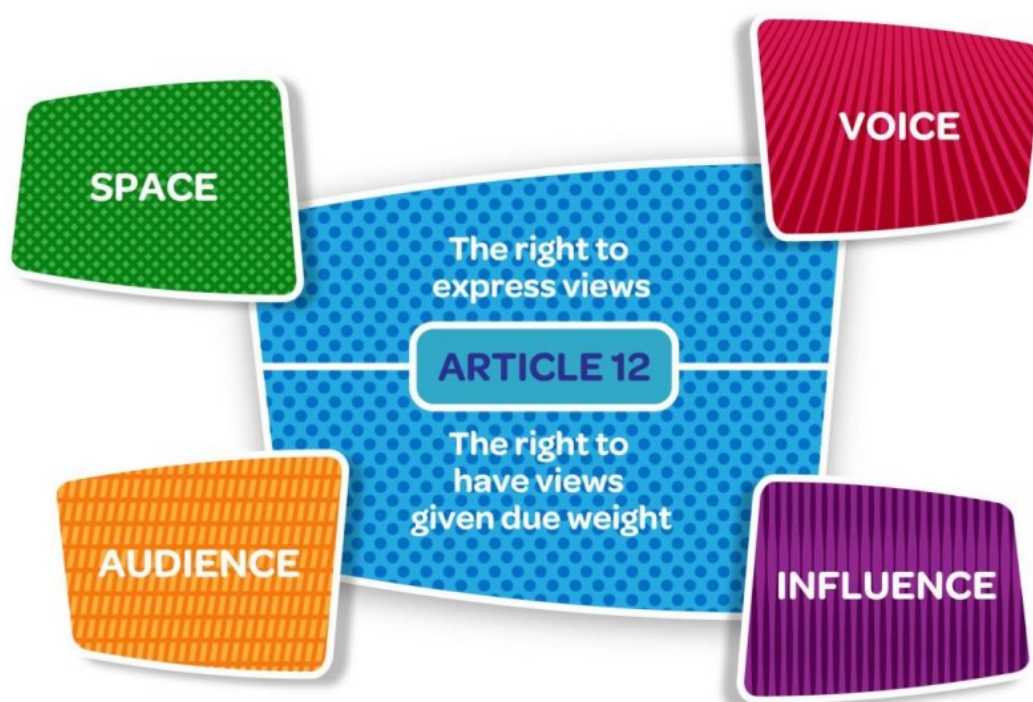 SPACE
VOICE
The right to
express views
ARTICLE 12
The right to
have views
given due weight
AUDIENCE
INFLUENCE